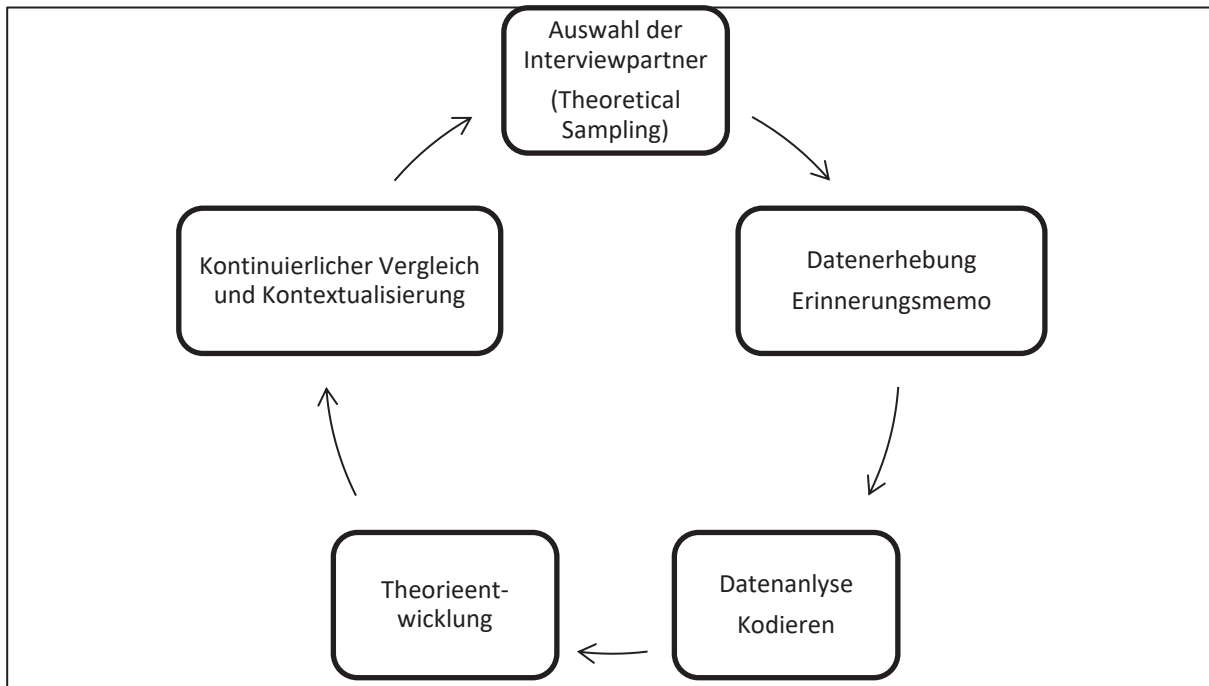 Auswahl der
Interviewpartner
(Theoretical
Sampling)
Datenerhebung
Erinnerungsmemo
Datenanlyse
Kodieren
Theorieent-
wicklung
Kontinuierlicher Vergleich
und Kontextualisierung